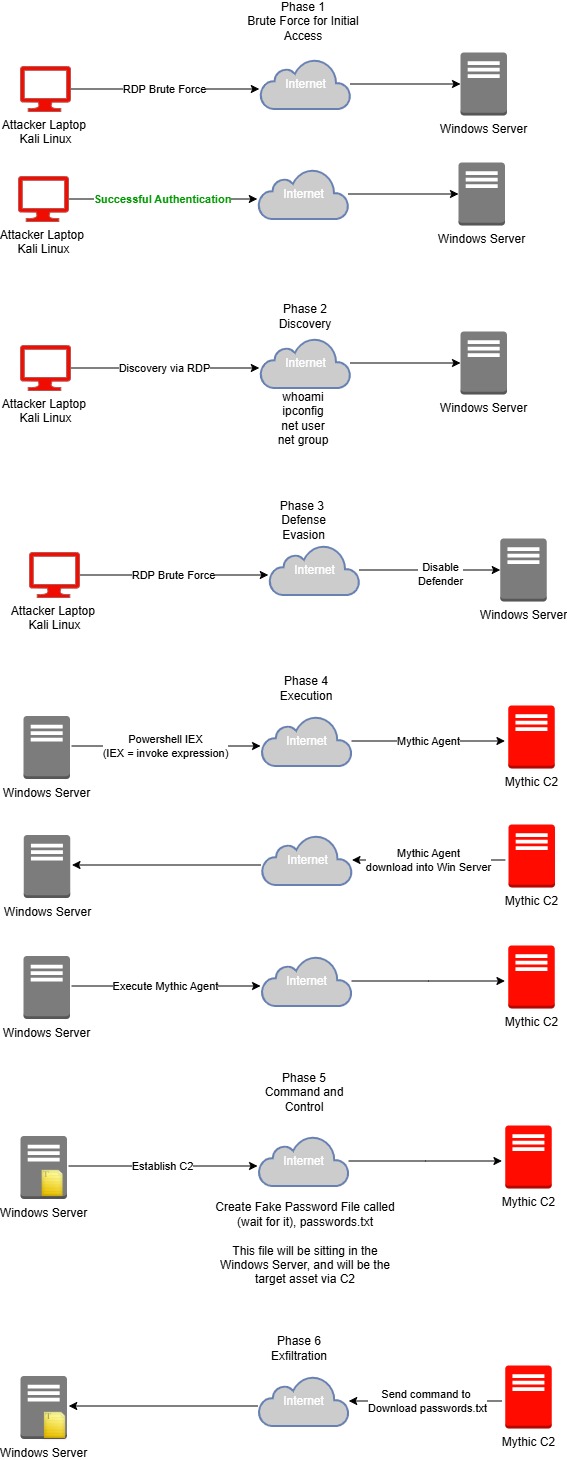 Phase 1
Brute Force for Initial
Access
RDP Brute Force
Internet
Attacker Laptop
Kali Linux
Windows Server
Successful Authentication
Internet
Attacker Laptop
Kali Linux
Windows Server
Phase 2
Discovery
Discovery via RDP
Internet
Attacker Laptop
Kali Linux
whoami
ipconfig
net user
net group
Windows Server
Phase 3
Defense
Evasion
RDP Brute Force
Internet
Disable
Defender
Attacker Laptop
Kali Linux
Windows Server
Phase 4
Execution
Powershell IEX
(IEX = invoke expression)
Internet
Mythic Agent
Windows Server
Mythic C2
Internet
Mythic Agent
download into Win Server
Windows Server
Mythic C2
Execute Mythic Agent
Internet
Windows Server
Mythic C2
Phase 5
Command and
Control
Establish C2
Internet
Windows Server
Mythic C2
Create Fake Password File called
(wait for it), passwords.txt
This file will be sitting in the
Windows Server, and will be the
target asset via C2
Phase 6
Exfiltration
Internet
Send command to
Download passwords.txt
Windows Server
Mythic C2